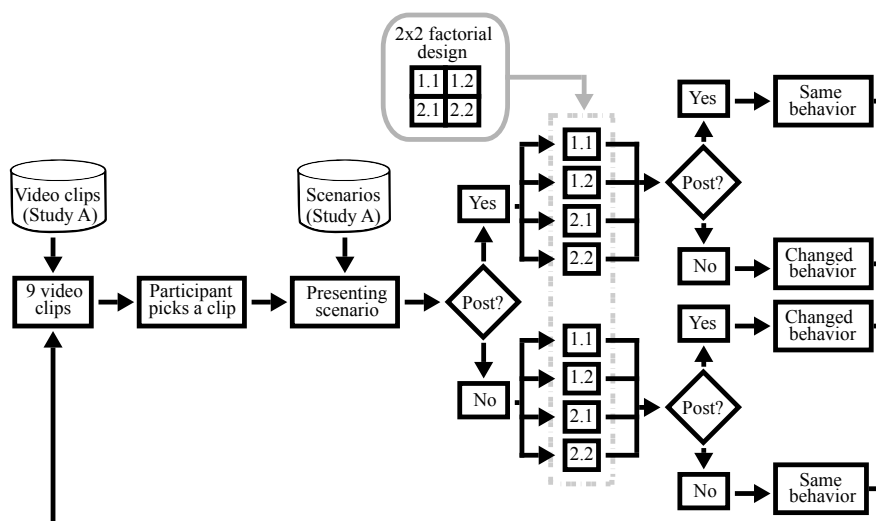 2x2 factorial
design
1.1 1.2
2.1 2.2
Video clips
(Study A)
Scenarios
(Study A)
9 video
clips
Participant
picks a clip
Presenting
scenario
Post?
Yes
No
1.1
1.2
2.1
2.2
1.1
1.2
2.1
2.2
Post?
Yes
Same
behavior
No
Changed
behavior
Post?
Yes
Changed
behavior
No
Same
behavior